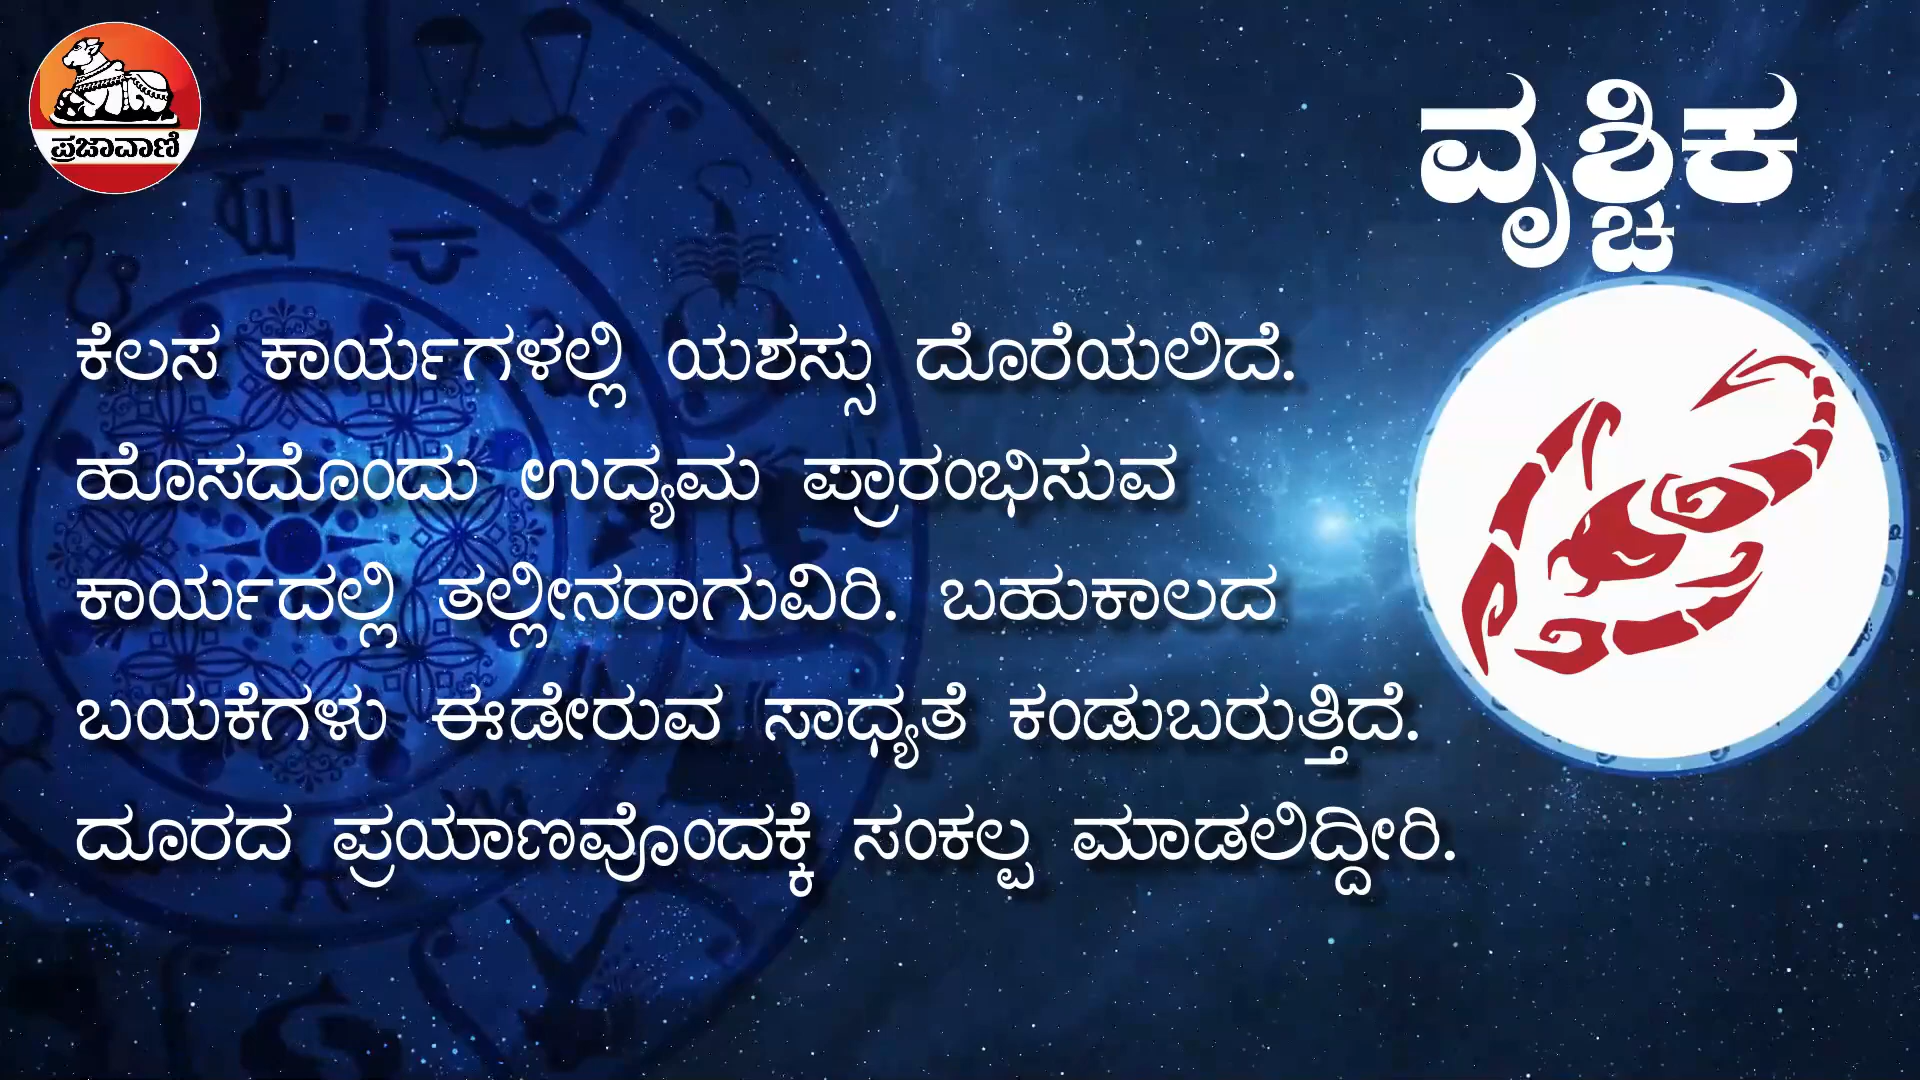 ಪ್ರಜಾವಾಣಿ
ವೃಶ್ಚಿಕ
ಕೆಲಸ ಕಾರ್ಯಗಳಲ್ಲಿ ಯಶಸ್ಸು ದೊರೆಯಲಿದೆ.
ಹೊಸದೊಂದು ಉದ್ಯಮ ಪ್ರಾರಂಭಿಸುವ
ಕಾರ್ಯದಲ್ಲಿ ತಲ್ಲೀನರಾಗುವಿರಿ. ಬಹುಕಾಲದ
ಬಯಕೆಗಳು ಈಡೇರುವ ಸಾಧ್ಯತೆ ಕಂಡುಬರುತ್ತಿದೆ.
ದೂರದ ಪ್ರಯಾಣವೊಂದಕ್ಕೆ ಸಂಕಲ್ಪ ಮಾಡಲಿದ್ದೀರಿ.